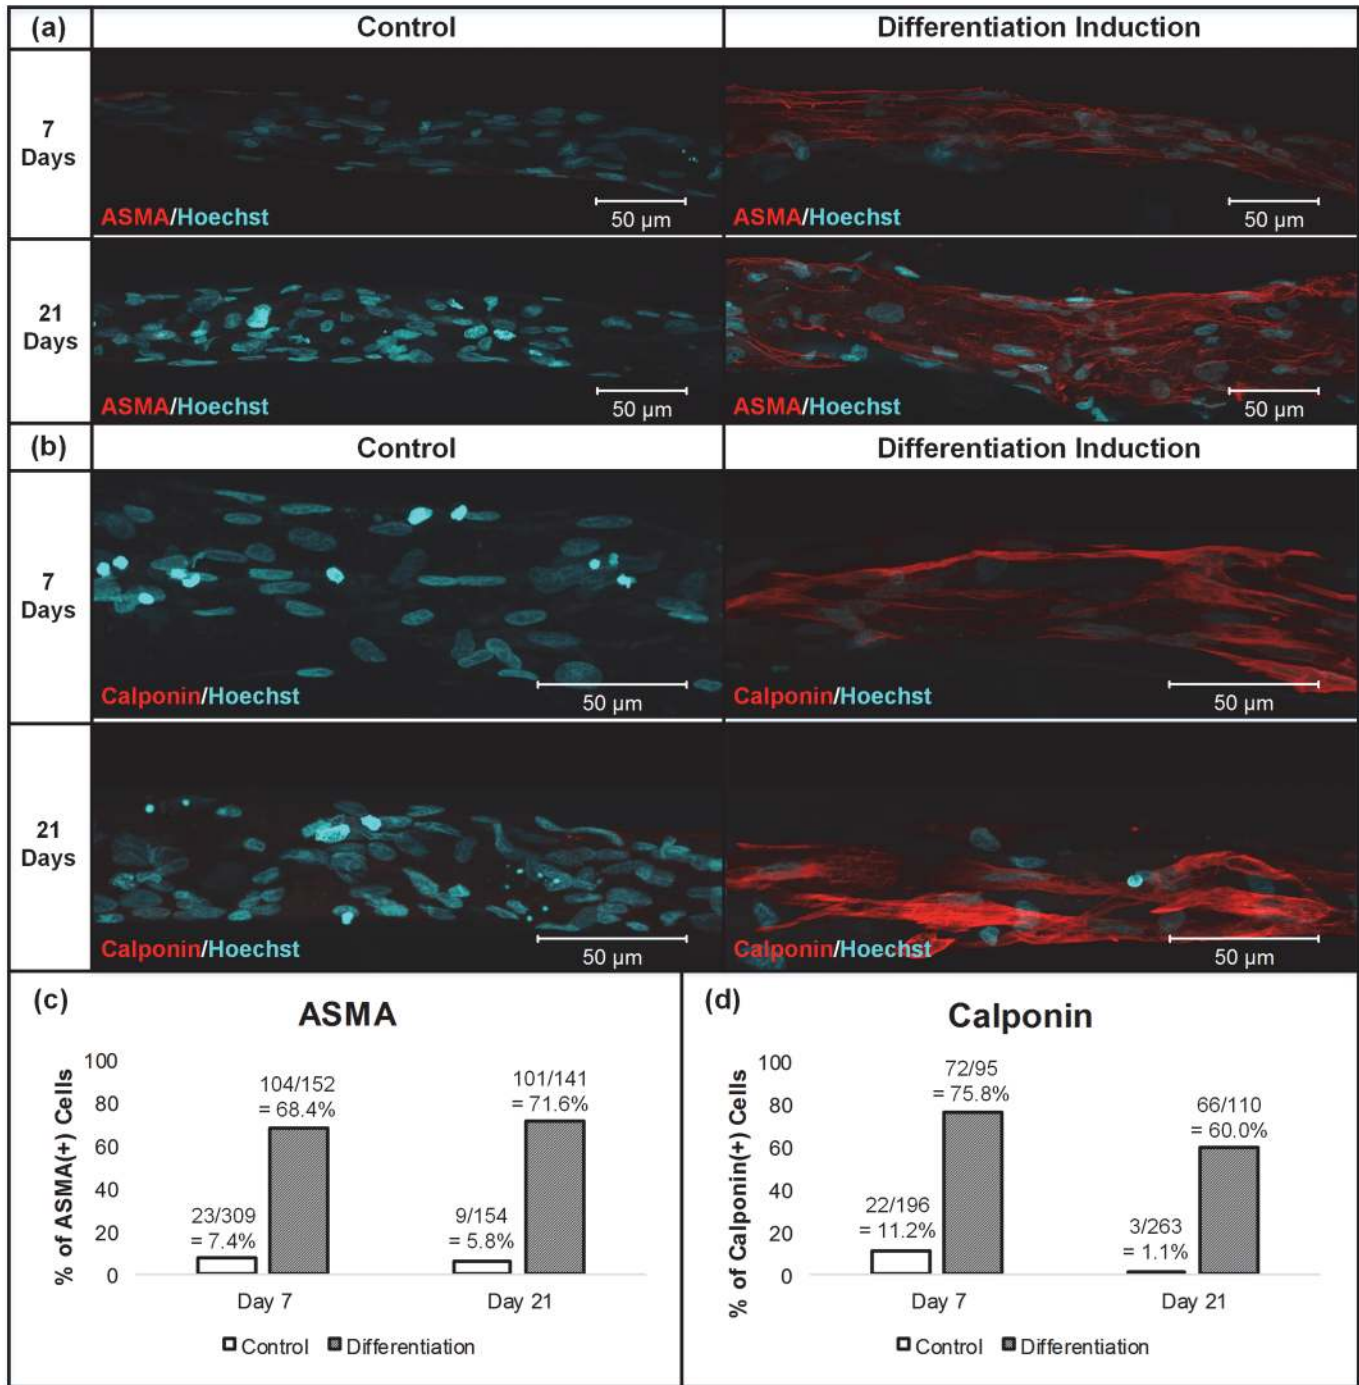 (a)
Control
Differentiation Induction
7
Days
ASMA/Hoechst
50 µm
ASMA/Hoechst
50 µm
21
Days
ASMA/Hoechst
50 µm
ASMA/Hoechst
50 µm
(b)
Control
Differentiation Induction
7
Days
Calponin/Hoechst
50 µm
Calponin/Hoechst
50 µm
21
Days
Calponin/Hoechst
50 µm
Calponin/Hoechst
50 µm
(c)
ASMA
% of ASMA(+) Cells
100
80
60
40
20
0
23/309
= 7.4%
104/152
= 68.4%
9/154
= 5.8%
101/141
= 71.6%
Day 7
Day 21
Control
Differentiation
(d)
Calponin
% of Calponin(+) Cells
100
80
60
40
20
0
22/196
= 11.2%
72/95
= 75.8%
3/263
= 1.1%
66/110
= 60.0%
Day 7
Day 21
Control
Differentiation